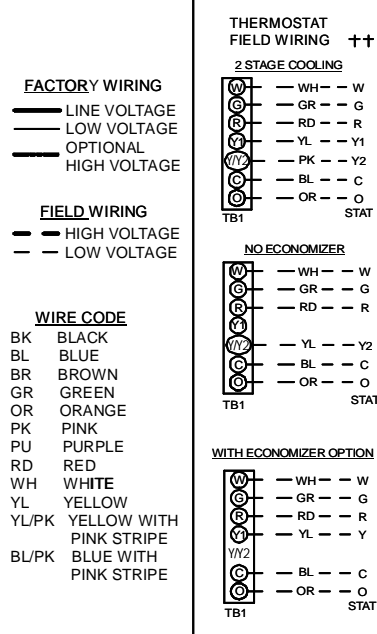 FACTORY WIRING
LINE VOLTAGE
LOW VOLTAGE
OPTIONAL
HIGH VOLTAGE
FIELD WIRING
HIGH VOLTAGE
LOW VOLTAGE
WIRE CODE
BK BLACK
BL BLUE
BR BROWN
GR GREEN
OR ORANGE
PK PINK
PU PURPLE
RD RED
WH WHITE
YL YELLOW
YL/PK YELLOW WITH
PINK STRIPE
BL/PK BLUE WITH
PINK STRIPE
THERMOSTAT
FIELD WIRING ††
2 STAGE COOLING
W WH W
G GR G
R RD R
Y1 YL Y1
Y/Y2 PK Y2
C BL C
O OR O
TB1 STAT
NO ECONOMIZER
W WH W
G GR G
R RD R
Y1
Y/Y2 YL Y2
C BL C
O OR O
TB1 STAT
WITH ECONOMIZER OPTION
W WH W
G GR G
R RD R
Y1 YL Y
Y/Y2
C BL C
O OR O
TB1 STAT